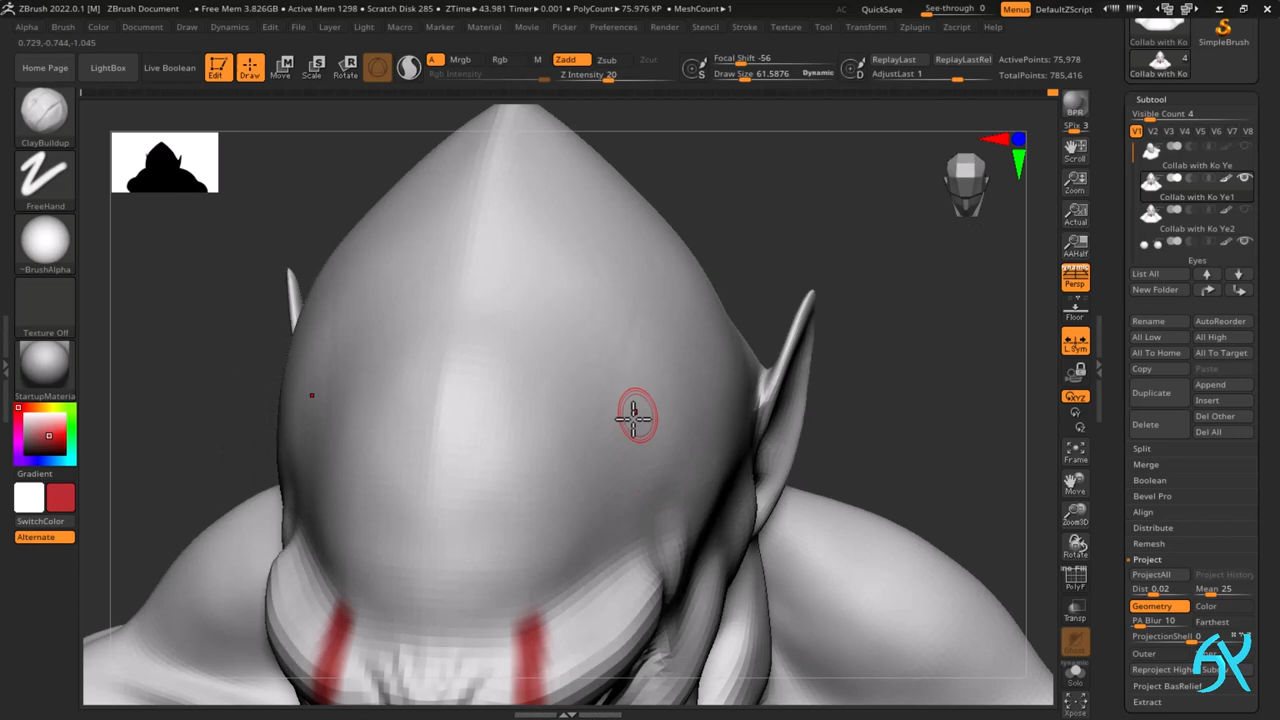 ZBrush 2022.0.1 [M] ZBrush Document . • Free Mem 3.826GB • Active Mem 1298 • Scratch Disk 285 • ZTime▸43.981 Timer▸0.001 • PolyCount▸75.976 KP • MeshCount▸1
AC QuickSave See-through 0 Menus DefaultZScript
Alpha Brush Color Document Draw Dynamics Edit File Layer Light Macro Marker Material Movie Picker Preferences Render Stencil Stroke Texture Tool Transform Zplugin Zscript Help
0.729,-0.744,-1.045
Home Page LightBox Live Boolean Edit Draw Move Scale Rotate
A Mrgb Rgb M Zadd Zsub Zcut
Rgb Intensity Z Intensity 20
Focal Shift -56
Draw Size 61.5876 Dynamic
S D
ReplayLast ReplayLastRel
AdjustLast 1
ActivePoints: 75,978
TotalPoints: 785,416
ClayBuildup
FreeHand
~BrushAlpha
Texture Off
StartupMateria
Gradient
SwitchColor
Alternate
BPR
SPix 3
Scroll
Zoom
Actual
AAHalf
Dynamic
Persp
Floor
L.Sym
XYZ
Y
Z
Frame
Move
Zoom3D
Rotate
PolyF
Transp
Ghost
Dynamic
Solo
Xpose
Collab with Ko
SimpleBrush
4
Collab with Ko
Subtool
Visible Count 4
V1 V2 V3 V4 V5 V6 V7 V8
Collab with Ko Ye
Collab with Ko Ye1
Collab with Ko Ye2
Eyes
List All
New Folder
Rename AutoReorder
All Low All High
All To Home All To Target
Copy Paste
Duplicate Append
Insert
Delete Del Other
Del All
Split
Merge
Boolean
Bevel Pro
Align
Distribute
Remesh
Project
ProjectAll Project History
Dist 0.02 Mean 25
Geometry Color
PA Blur 10 Farthest
ProjectionShell 0
Outer
Project BasRelief
Extract